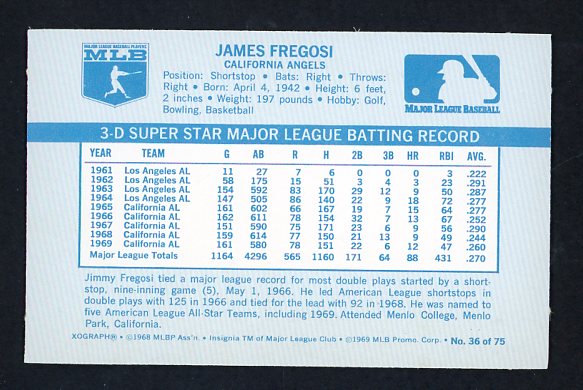 MAJOR LEAGUE BASEBALL PLAYERS
MLB
JAMES FREGOSI
CALIFORNIA ANGELS
Position: Shortstop • Bats: Right • Throws:
Right • Born: April 4, 1942 • Height: 6 feet,
2 inches • Weight: 197 pounds • Hobby: Golf,
Bowling, Basketball
MAJOR LEAGUE BASEBALL
3-D SUPER STAR MAJOR LEAGUE BATTING RECORD
YEAR TEAM G AB R H 2B 3B HR RBI AVG.
1961 Los Angeles AL 11 27 7 6 0 0 0 3 .222
1962 Los Angeles AL 58 175 15 51 3 4 3 23 .291
1963 Los Angeles AL 154 592 83 170 29 12 9 50 .287
1964 Los Angeles AL 147 505 86 140 22 9 18 72 .277
1965 California AL 161 602 66 167 19 7 15 64 .277
1966 California AL 162 611 78 154 32 7 13 67 .252
1967 California AL 151 590 75 171 23 6 9 56 .290
1968 California AL 159 614 77 150 21 13 9 49 .244
1969 California AL 161 580 78 151 22 6 12 47 .260
Major League Totals 1164 4296 565 1160 171 64 88 431 .270
Jimmy Fregosi tied a major league record for most double plays started by a short-
stop, nine-inning game (5). May 1, 1966. He led American League shortstops in
double plays with 125 in 1966 and tied for the lead with 92 in 1968. He was named to
five American League All-Star Teams, including 1969. Attended Menlo College, Menlo
Park, California.
XOGRAPH® • ©1968 MLBP Ass'n. • Insignia TM of Major League Club • ©1969 MLB Promo. Corp. • No. 36 of 75